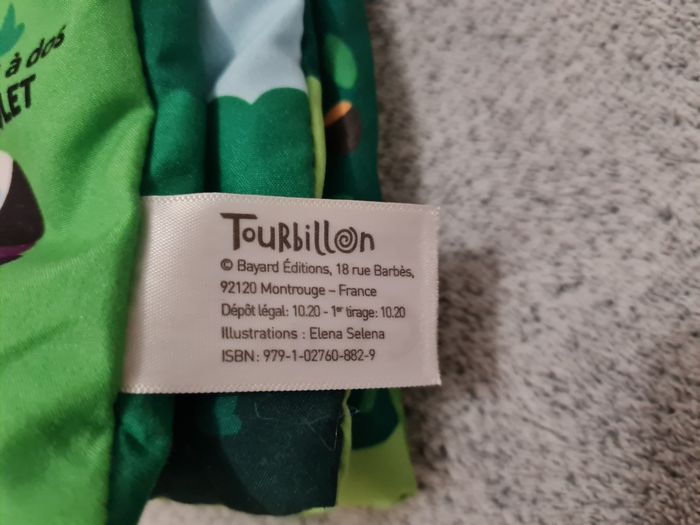 à dos
LET
Tourbillon
© Bayard Éditions, 18 rue Barbès,
92120 Montrouge – France
Dépôt légal: 10.20 - 1er tirage: 10.20
Illustrations : Elena Selena
ISBN : 979-1-02760-882-9